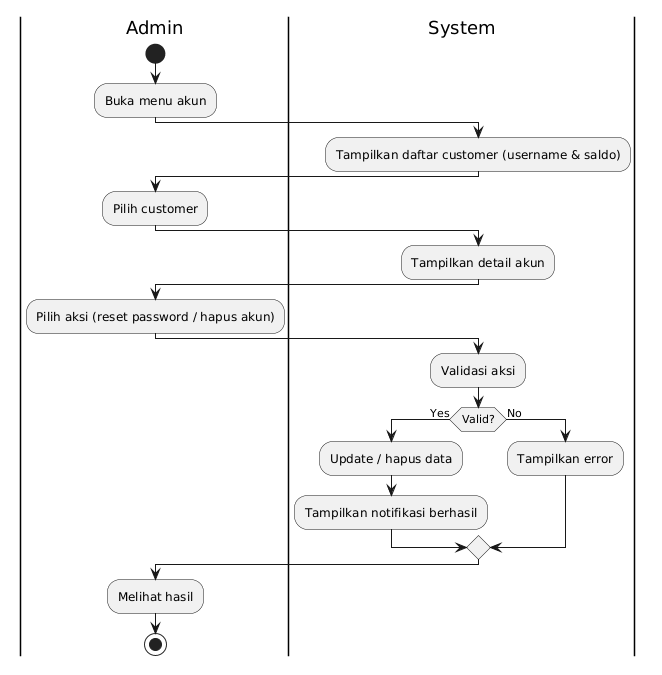 Admin
System
Buka menu akun
Tampilkan daftar customer (username & saldo)
Pilih customer
Tampilkan detail akun
Pilih aksi (reset password / hapus akun)
Validasi aksi
Yes
Valid?
No
Update / hapus data
Tampilkan error
Tampilkan notifikasi berhasil
Melihat hasil